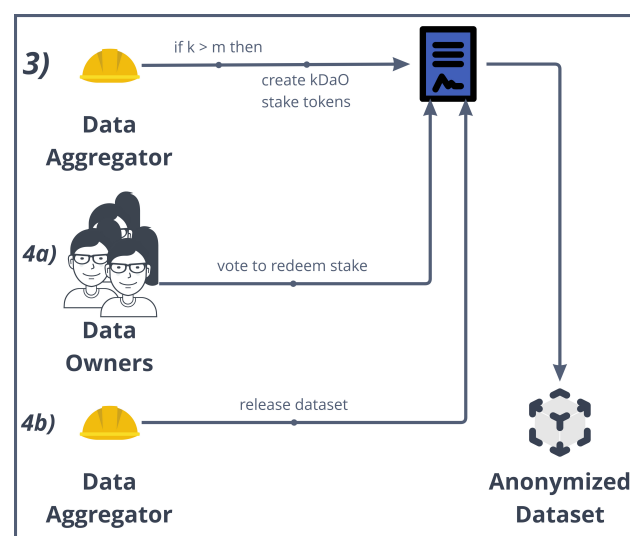 3)
if k > m then
create kDaO
stake tokens
Data
Aggregator
4a)
vote to redeem stake
Data
Owners
4b)
release dataset
Data
Aggregator
Anonymized
Dataset